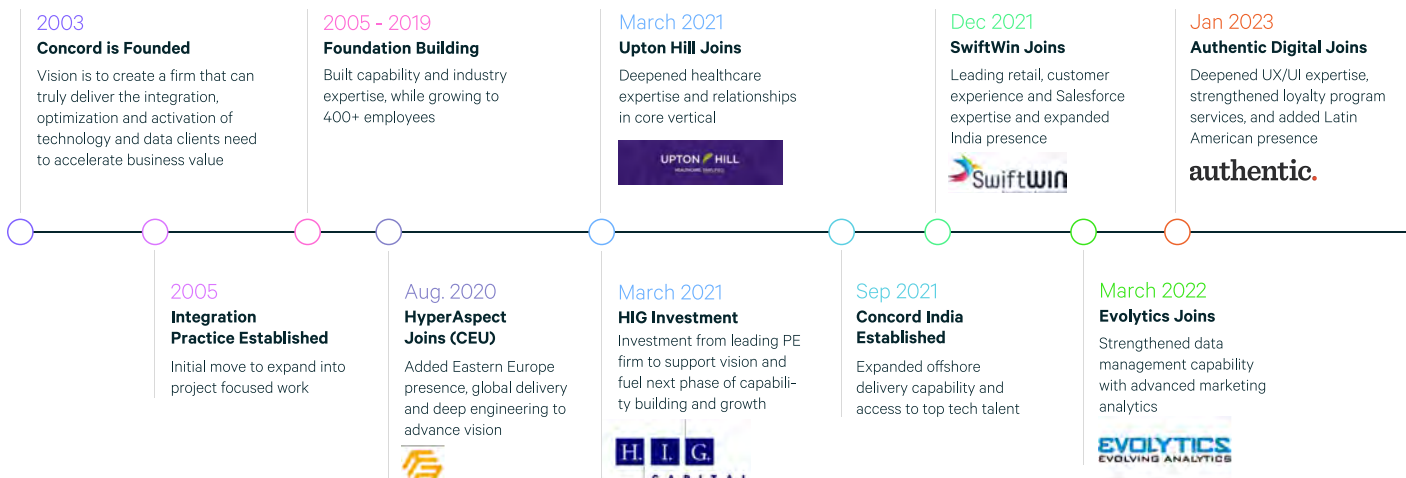 2003
Concord is Founded
Vision is to create a firm that can
truly deliver the integration,
optimization and activation of
technology and data clients need
to accelerate business value
2005 - 2019
Foundation Building
Built capability and industry
expertise, while growing to
400+ employees
March 2021
Upton Hill Joins
Deepened healthcare
expertise and relationships
in core vertical
UPTON HILL
Dec 2021
SwiftWin Joins
Leading retail, customer
experience and Salesforce
expertise and expanded
India presence
SwiftWIN
Jan 2023
Authentic Digital Joins
Deepened UX/UI expertise,
strengthened loyalty program
services, and added Latin
American presence
authentic.
2005
Integration
Practice Established
Initial move to expand into
project focused work
Aug. 2020
HyperAspect
Joins (CEU)
Added Eastern Europe
presence, global delivery
and deep engineering to
advance vision
March 2021
HIG Investment
Investment from leading PE
firm to support vision and
fuel next phase of capabili-
ty building and growth
H. I. G.
CAPITAL
Sep 2021
Concord India
Established
Expanded offshore
delivery capability and
access to top tech talent
March 2022
Evolytics Joins
Strengthened data
management capability
with advanced marketing
analytics
EVOLYTICS
EVOLVING ANALYTICS